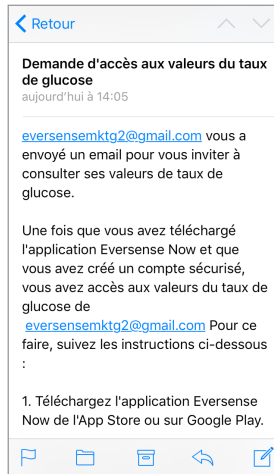 Retour
Demande d'accès aux valeurs du taux
de glucose
aujourd'hui à 14:05
eversensemktg2@gmail.com vous a
envoyé un email pour vous inviter à
consulter ses valeurs de taux de
glucose.
Une fois que vous avez téléchargé
l'application Eversense Now et que
vous avez créé un compte sécurisé,
vous avez accès aux valeurs du taux de
glucose de
eversensemktg2@gmail.com Pour ce
faire, suivez les instructions ci-dessous
:
1. Téléchargez l'application Eversense
Now de l'App Store ou sur Google Play.